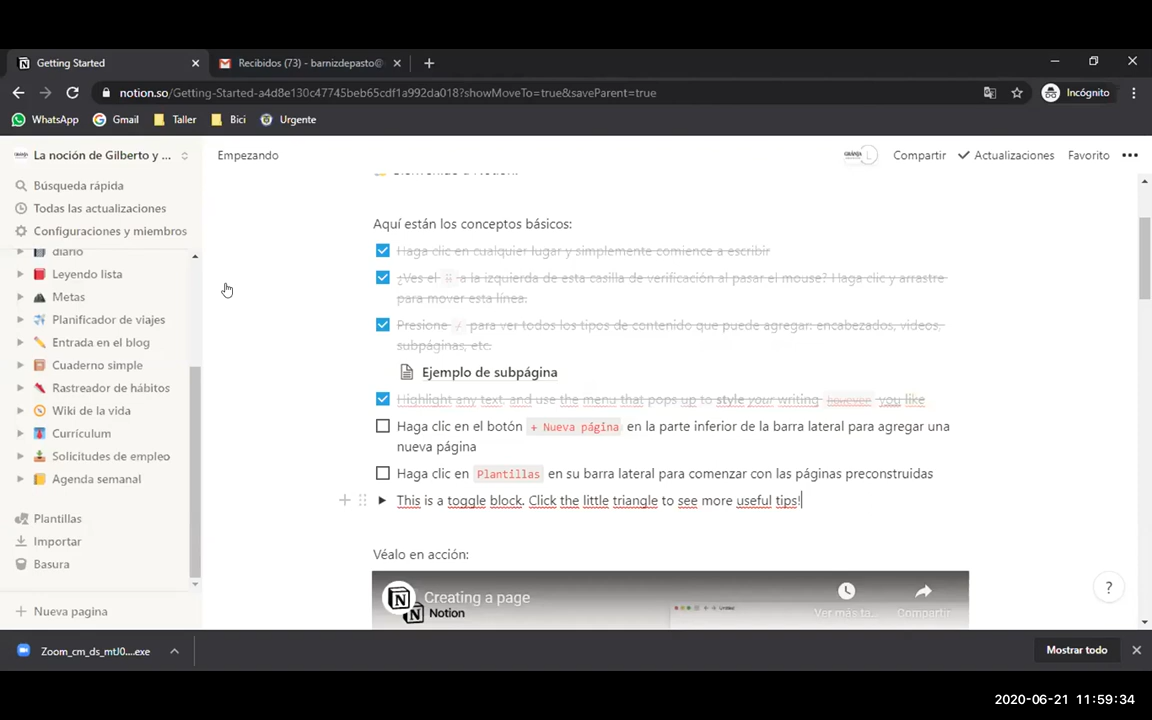 Getting Started
Recibidos (73) - barnizdepasto@
notion.so/Getting-Started-a4d8e130c47745beb65cdf1a992da018?showMoveTo=true&saveParent=true
Incógnito
WhatsApp
Gmail
Taller
Bici
Urgente
La noción de Gilberto y ...
Empezando
Compartir
Actualizaciones
Favorito
Búsqueda rápida
Todas las actualizaciones
Configuraciones y miembros
diario
Leyendo lista
Metas
Planificador de viajes
Entrada en el blog
Cuaderno simple
Rastreador de hábitos
Wiki de la vida
Currículum
Solicitudes de empleo
Agenda semanal
Plantillas
Importar
Basura
Nueva pagina
Bienvenido a Notion!
Aquí están los conceptos básicos:
Haga clic en cualquier lugar y simplemente comience a escribir
¿Ves el ⠿ a la izquierda de esta casilla de verificación al pasar el mouse? Haga clic y arrastre
para mover esta línea.
Presione / para ver todos los tipos de contenido que puede agregar: encabezados, videos,
subpáginas, etc.
Ejemplo de subpágina
Highlight any text, and use the menu that pops up to style your writing however you like
Haga clic en el botón + Nueva página en la parte inferior de la barra lateral para agregar una
nueva página
Haga clic en Plantillas en su barra lateral para comenzar con las páginas preconstruidas
This is a toggle block. Click the little triangle to see more useful tips!
Véalo en acción:
Creating a page
Notion
Ver más ta...
Compartir
?
Zoom_cm_ds_mtJ0....exe
Mostrar todo
2020-06-21 11:59:34